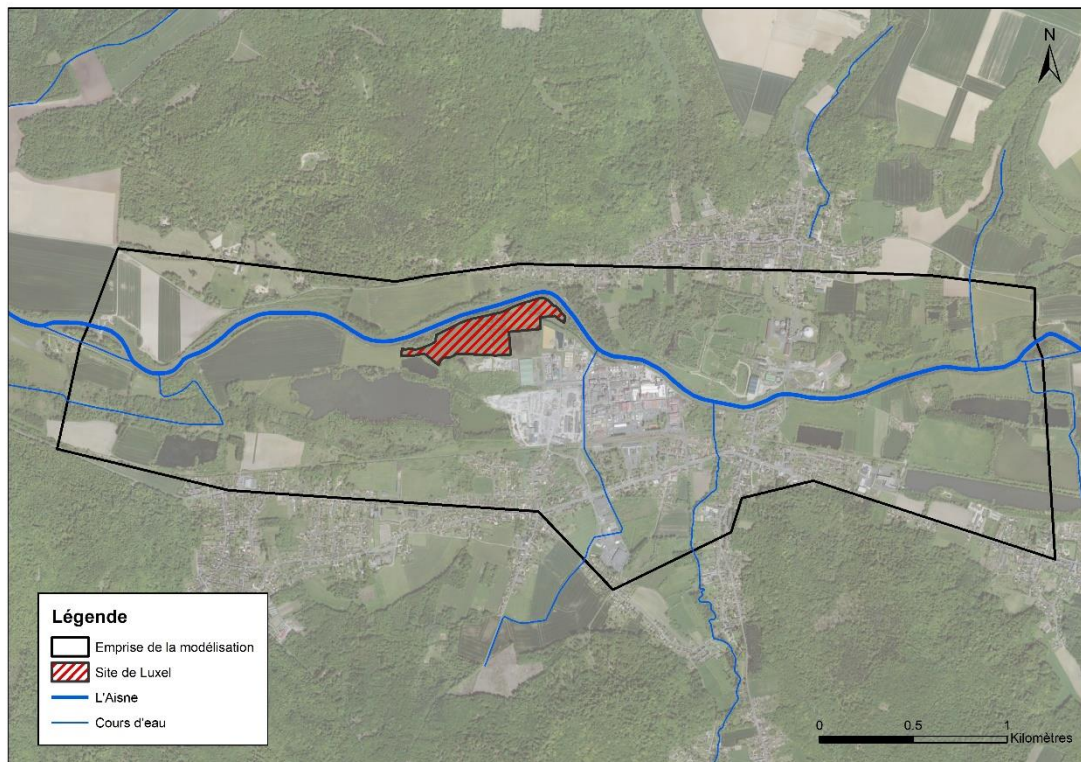 N
Légende
Emprise de la modélisation
Site de Luxel
L'Aisne
Cours d'eau
0 0.5 1
Kilomètres